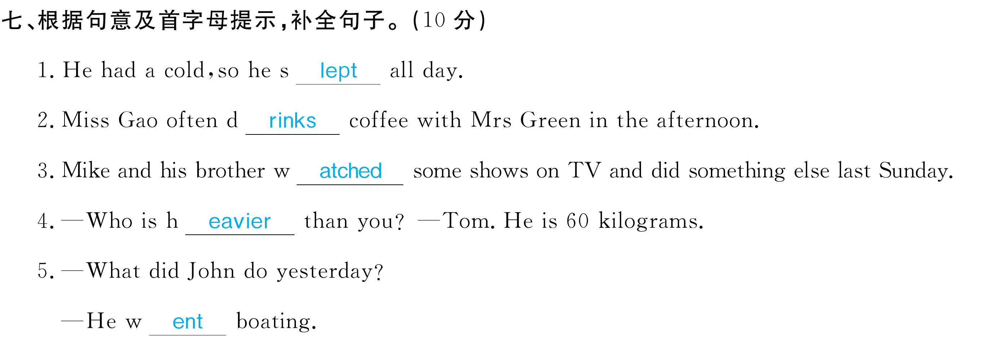 七、根据句意及首字母提示,补全句子。(10 分)
1. He had a cold,so he s lept all day.
2. Miss Gao often d rinks coffee with Mrs Green in the afternoon.
3. Mike and his brother w atched some shows on TV and did something else last Sunday.
4. —Who is h eavier than you? —Tom. He is 60 kilograms.
5. —What did John do yesterday?
—He w ent boating.